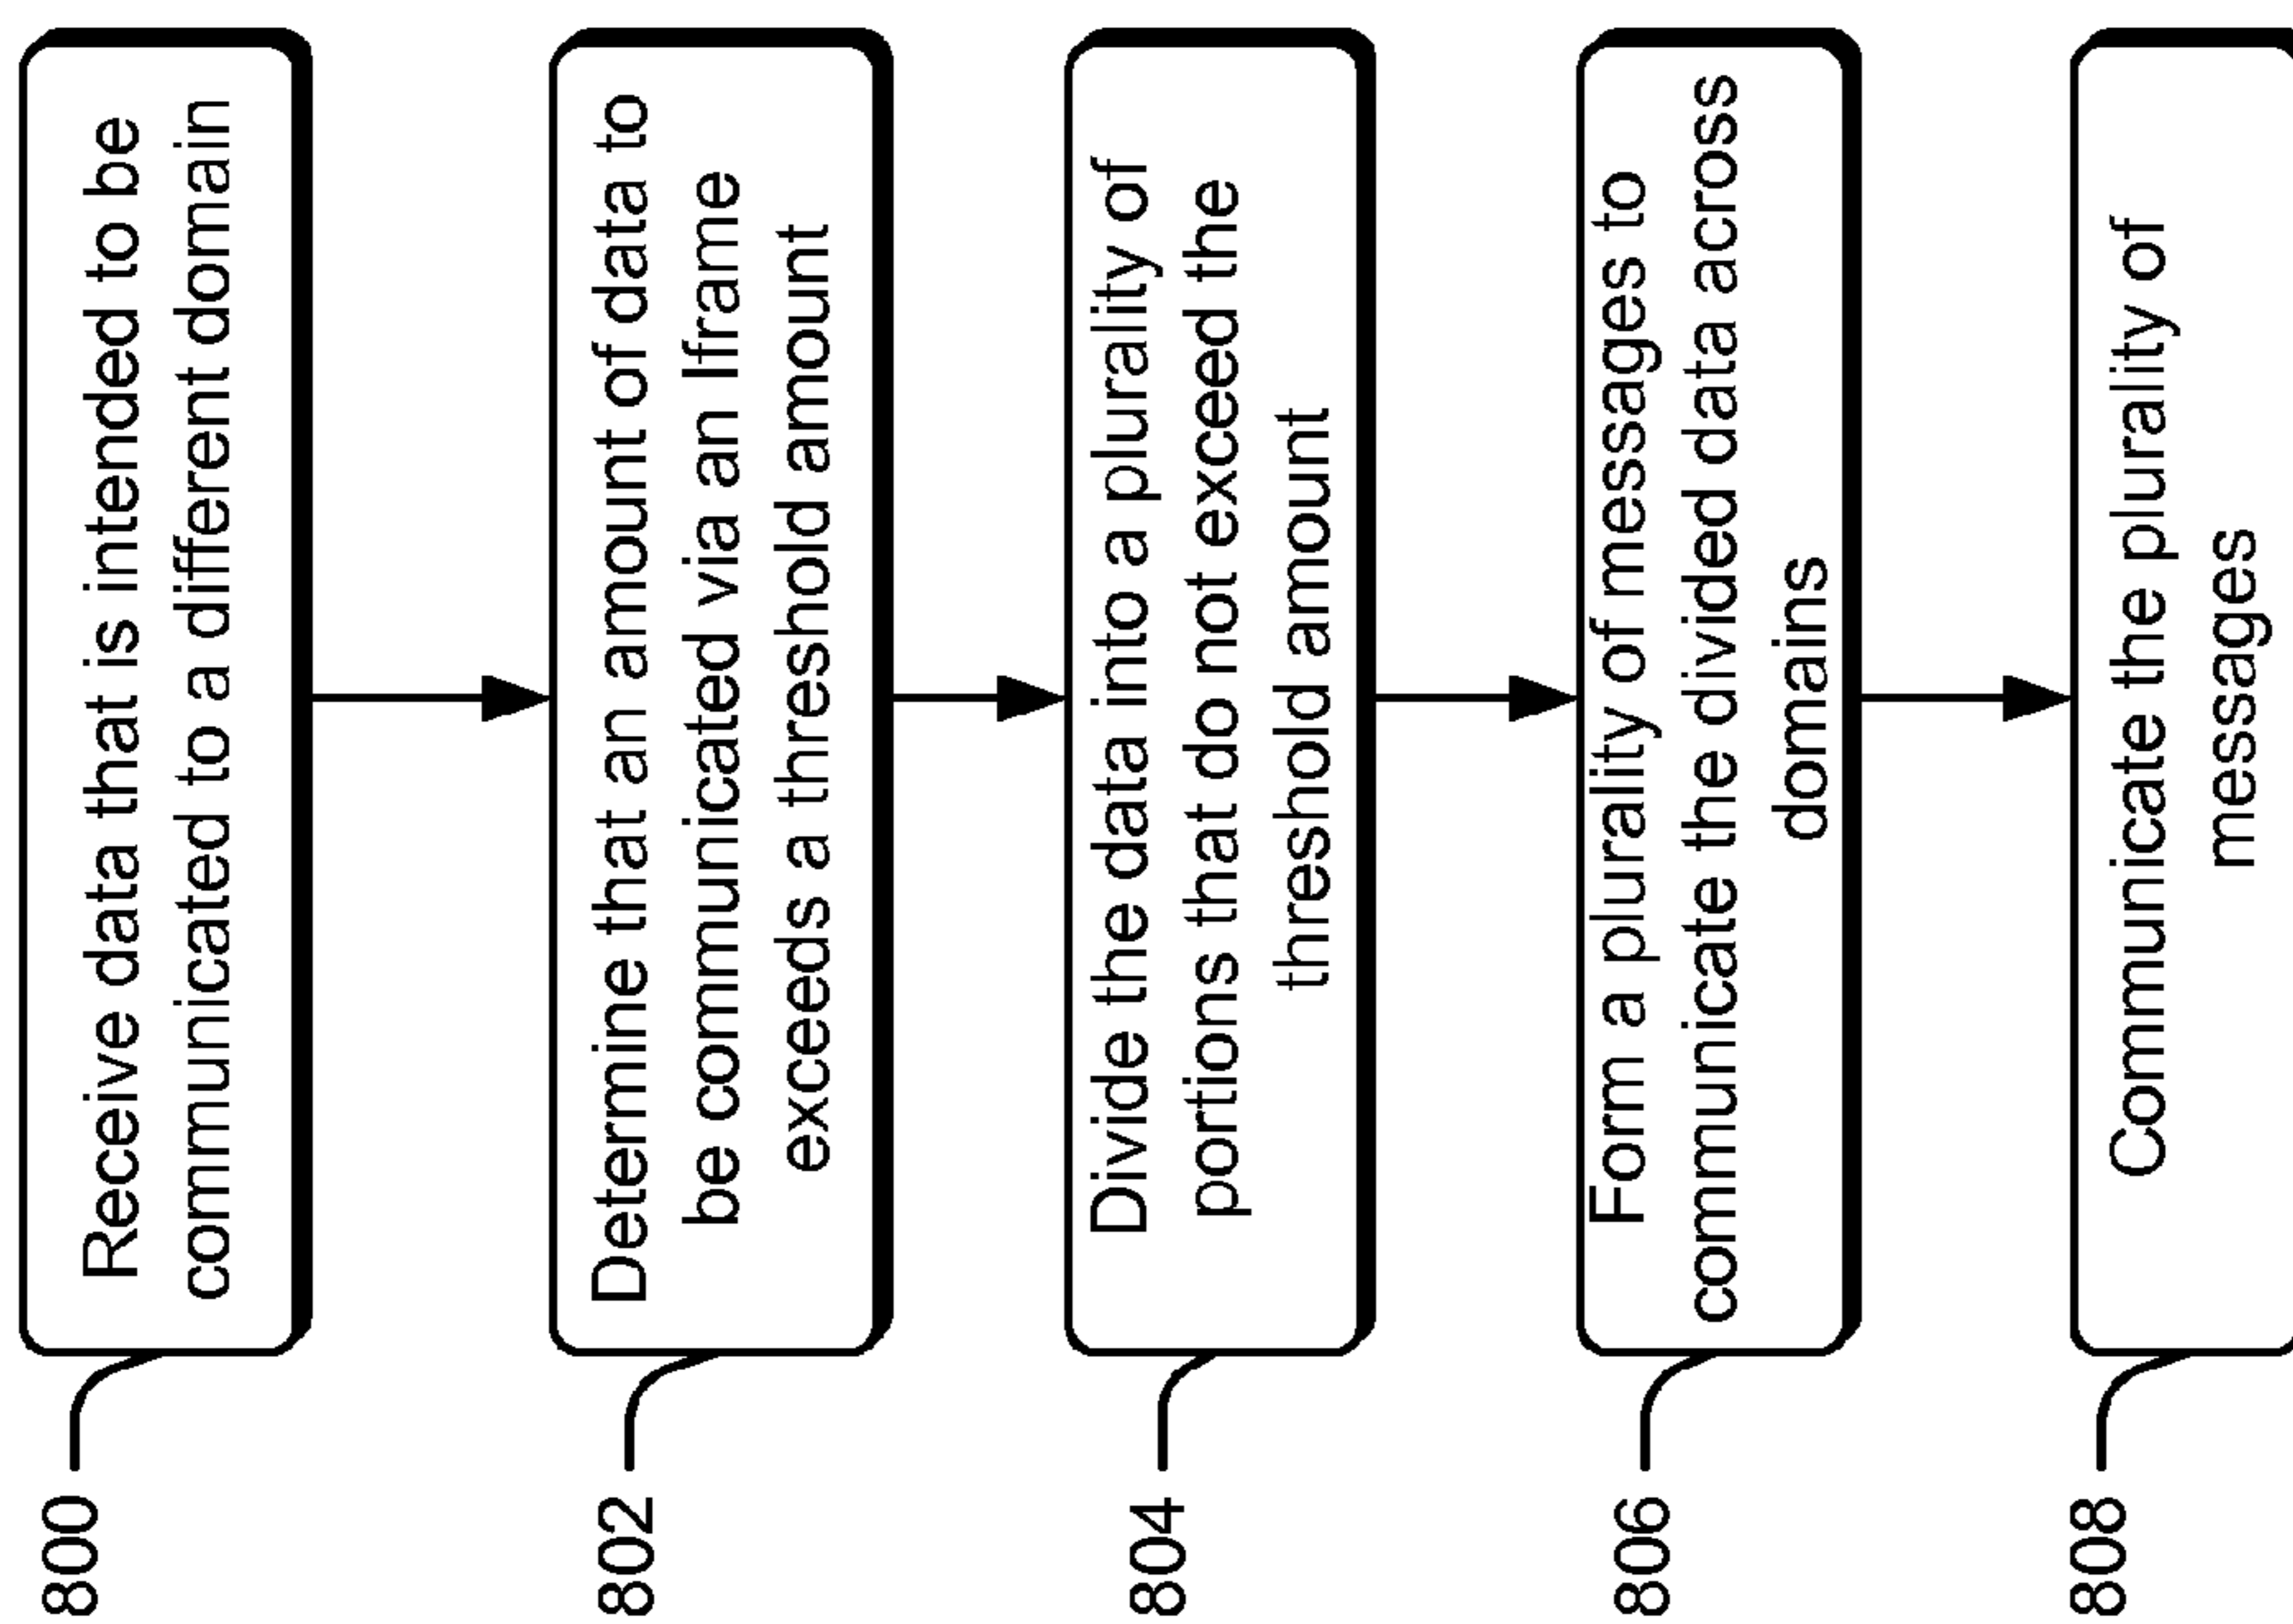 800
Receive data that is intended to be
communicated to a different domain
802
Determine that an amount of data to
be communicated via an Iframe
exceeds a threshold amount
804
Divide the data into a plurality of
portions that do not exceed the
threshold amount
806
Form a plurality of messages to
communicate the divided data across
domains
808
Communicate the plurality of
messages